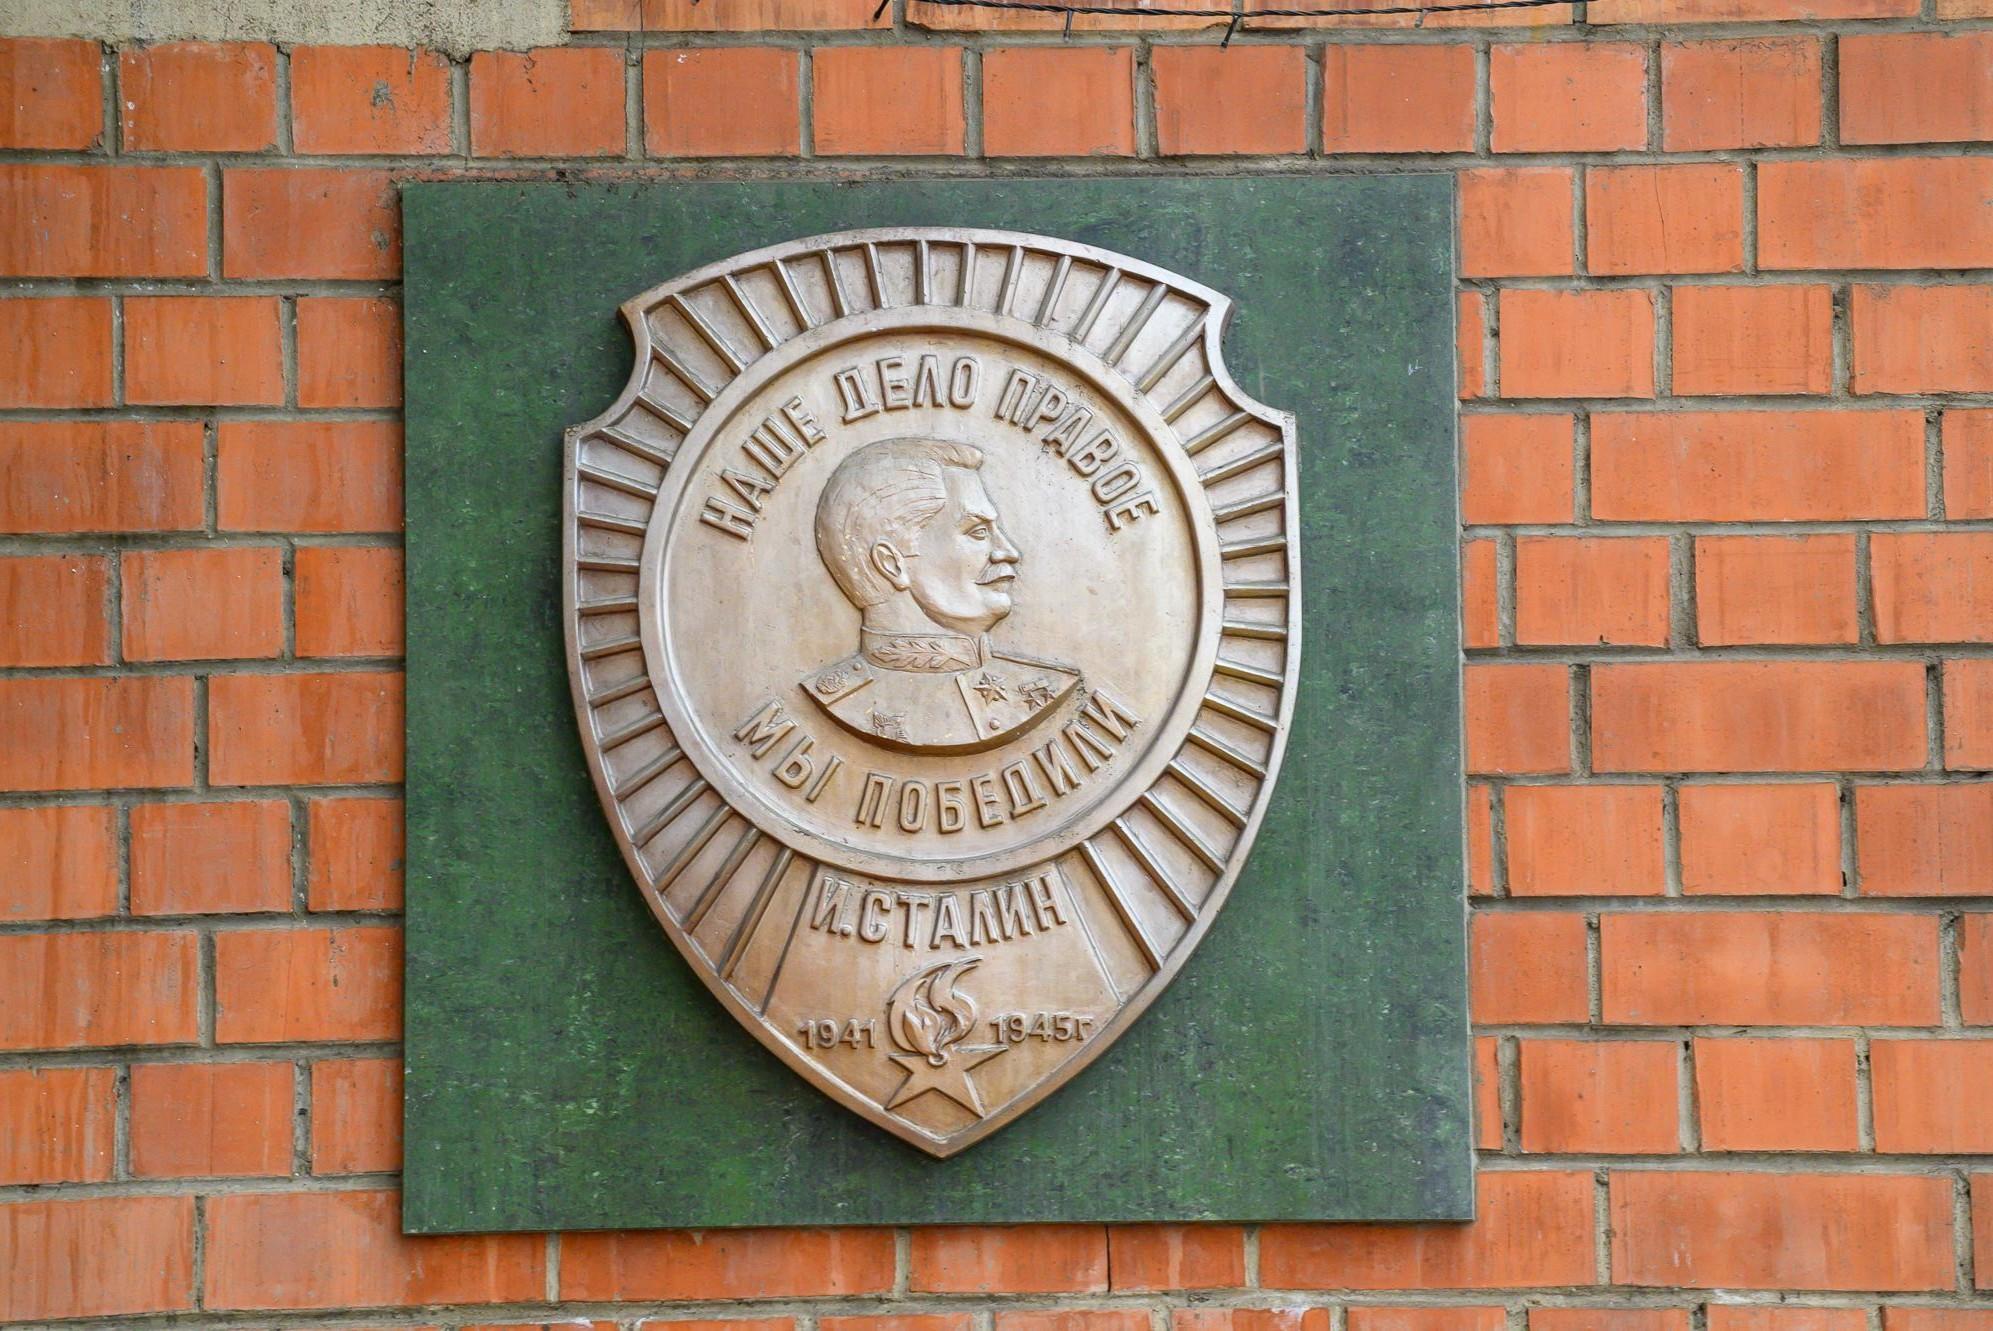 НАШЕ ДЕЛО ПРАВОЕ
МЫ ПОБЕДИЛИ
И.СТАЛИН
1941 1945г